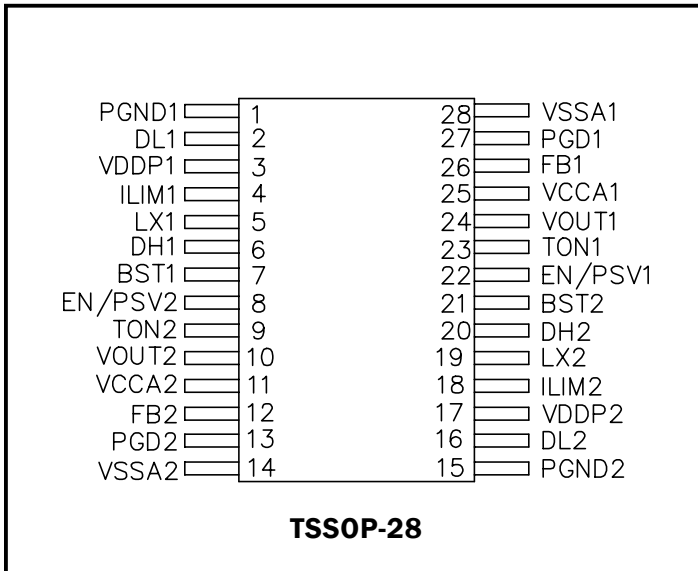 PGND1 1 28 VSSA1
DL1 2 27 PGD1
VDDP1 3 26 FB1
ILIM1 4 25 VCCA1
LX1 5 24 VOUT1
DH1 6 23 TON1
BST1 7 22 EN/PSV1
EN/PSV2 8 21 BST2
TON2 9 20 DH2
VOUT2 10 19 LX2
VCCA2 11 18 ILIM2
FB2 12 17 VDDP2
PGD2 13 16 DL2
VSSA2 14 15 PGND2
TSSOP-28